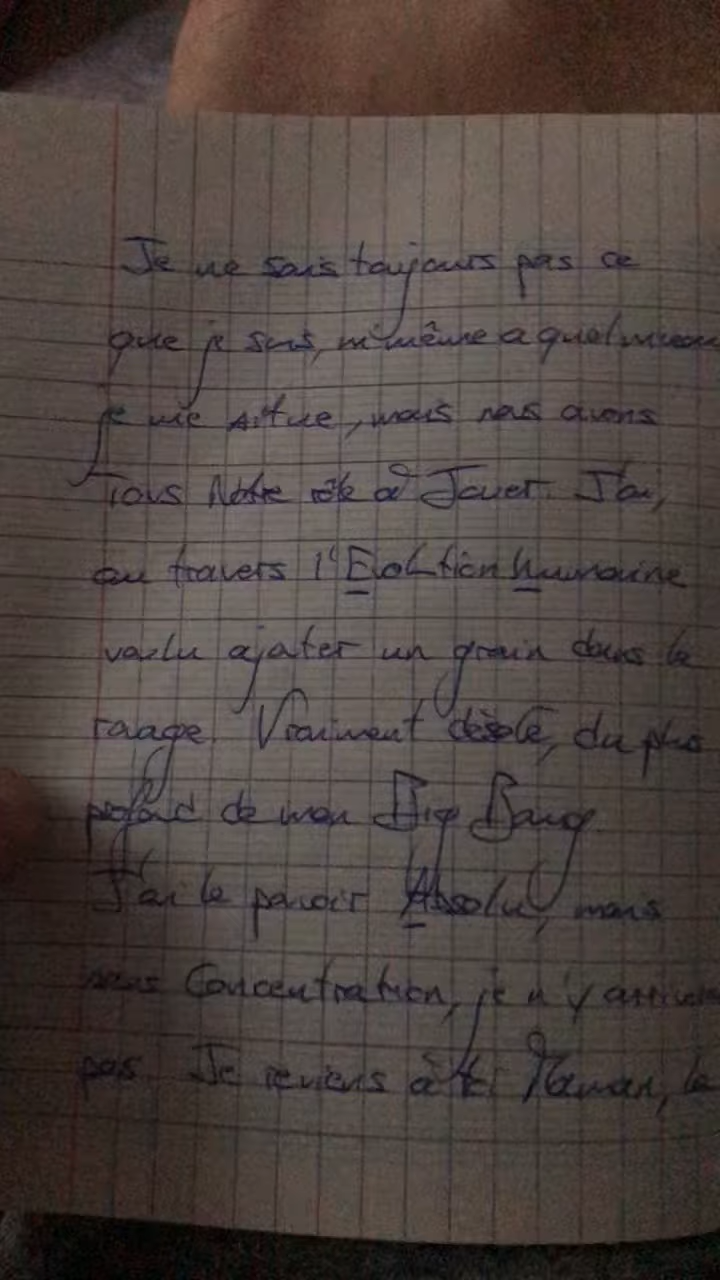 Je ne sais toujours pas ce
que je suis, m'même a quel niveau
je me situe, mais nous avons
Tous Notre rôle à Jouer. J'ai,
au travers l'Evoltion humaine
voulu ajouter un grain dans le
rouage. Vraiment désolé, du plus
profond de mon Big Bang.
J'ai le pouvoir Absolu, mais
sans Concentration, je n'y arrive
pas. Je reviens à toi Maman, le